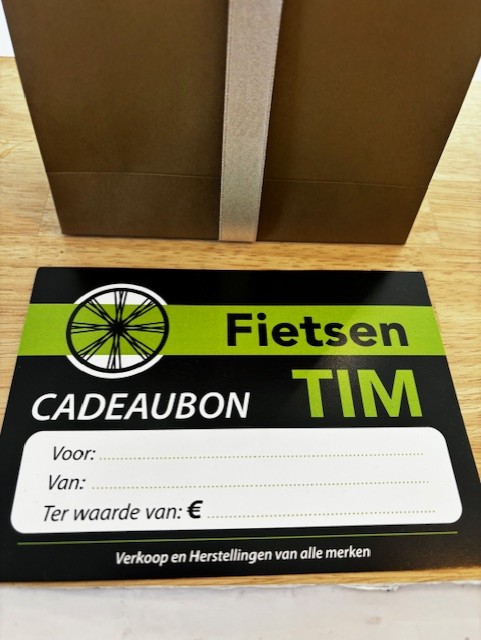 Fietsen
TIM
CADEAUBON
Voor:
Van:
Ter waarde van: €
Verkoop en Herstellingen van alle merken